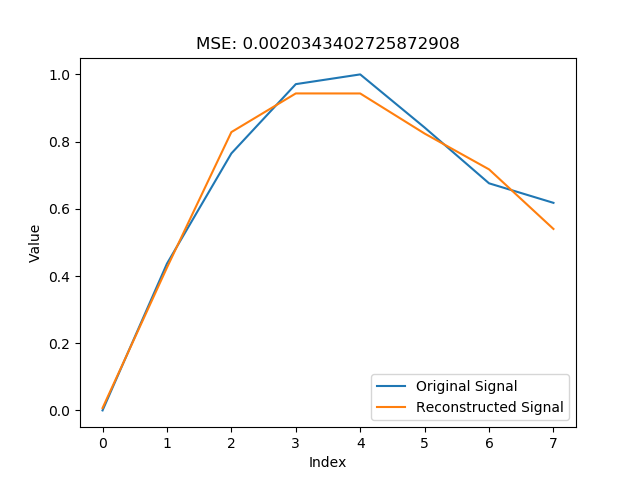 MSE: 0.0020343402725872908
1.0
0.8
0.6
0.4
0.2
0.0
Value
0 1 2 3 4 5 6 7
Index
Original Signal
Reconstructed Signal